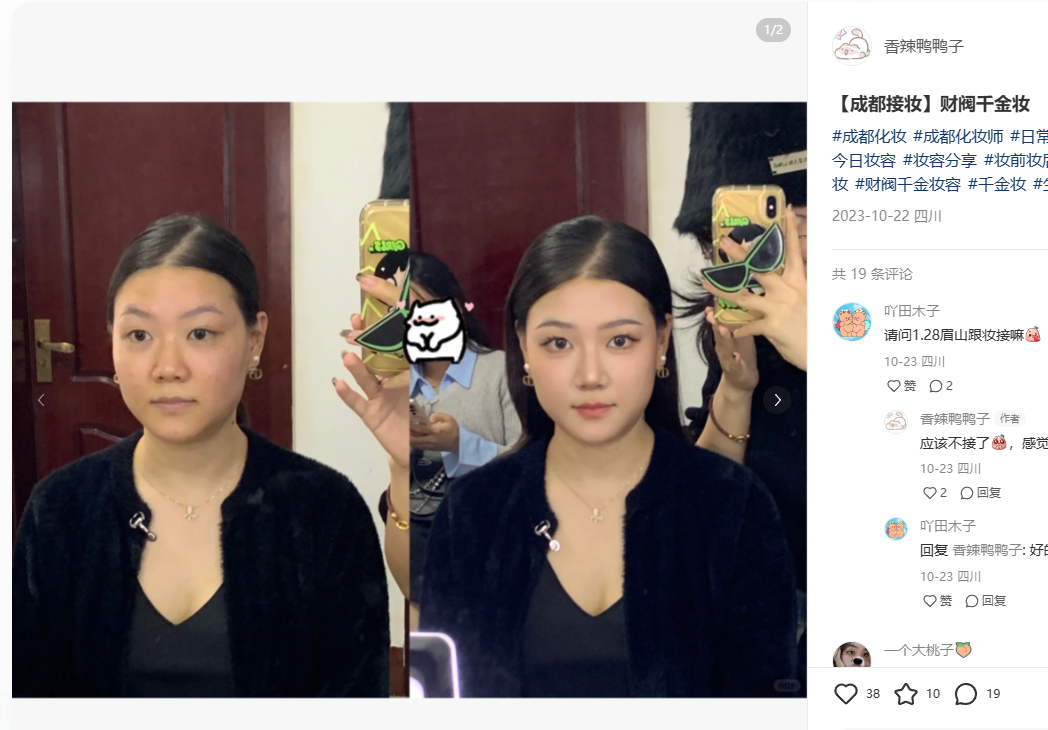 1/2
香辣鸭鸭子
【成都接妆】财阀千金妆
#成都化妆 #成都化妆师 #日常
今日妆容 #妆容分享 #妆前妆后
妆 #财阀千金妆容 #千金妆
2023-10-22 四川
共 19 条评论
吖田木子
请问1.28眉山跟妆接嘛
10-23 四川
赞 2
香辣鸭鸭子 作者
应该不接了，感觉
10-23 四川
2 回复
吖田木子
回复 香辣鸭鸭子: 好的
10-23 四川
赞 回复
一个大桃子
38 10 19
GIRLS
GIRLS